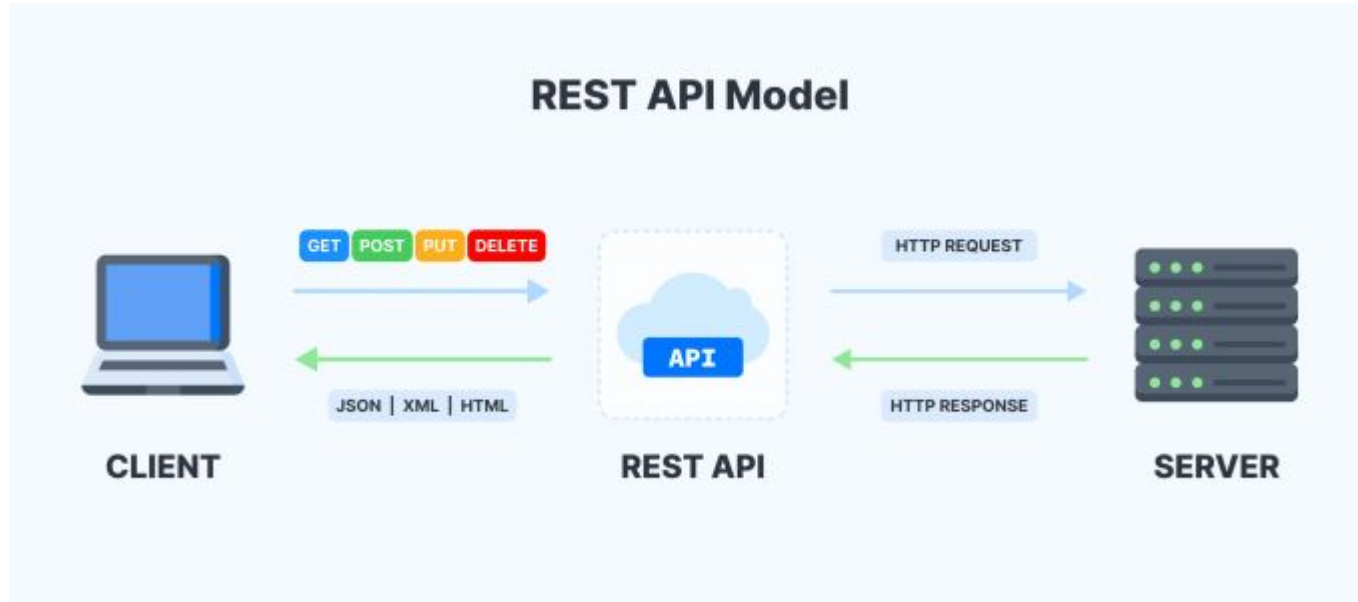 REST API Model
GET POST PUT DELETE
HTTP REQUEST
API
JSON | XML | HTML
HTTP RESPONSE
CLIENT
REST API
SERVER